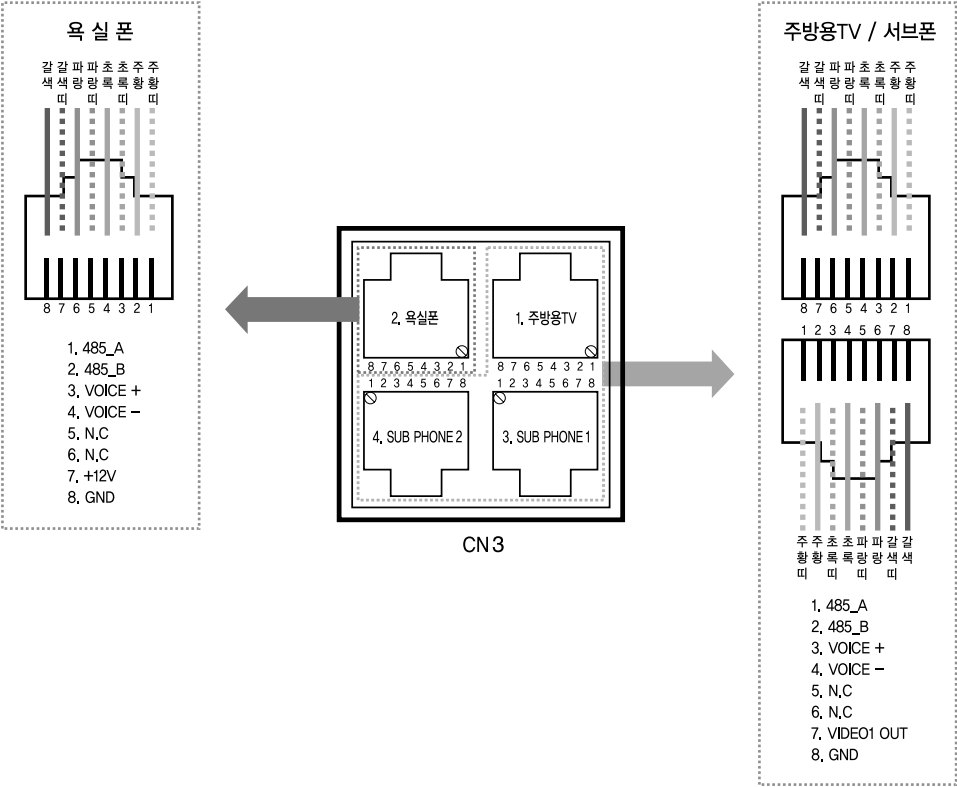 욕 실 폰
갈색 갈색띠 파랑 파랑띠 초록 초록띠 주황 주황띠
8 7 6 5 4 3 2 1
1. 485_A
2. 485_B
3. VOICE +
4. VOICE -
5. N.C
6. N.C
7. +12V
8. GND
2. 욕실폰
8 7 6 5 4 3 2 1
1. 주방용TV
8 7 6 5 4 3 2 1
1 2 3 4 5 6 7 8
4. SUB PHONE 2
1 2 3 4 5 6 7 8
3. SUB PHONE 1
CN3
주방용TV / 서브폰
갈색 갈색띠 파랑 파랑띠 초록 초록띠 주황 주황띠
8 7 6 5 4 3 2 1
1 2 3 4 5 6 7 8
주황띠 주황 초록띠 초록 파랑띠 파랑 갈색띠 갈색
1. 485_A
2. 485_B
3. VOICE +
4. VOICE -
5. N.C
6. N.C
7. VIDEO1 OUT
8. GND